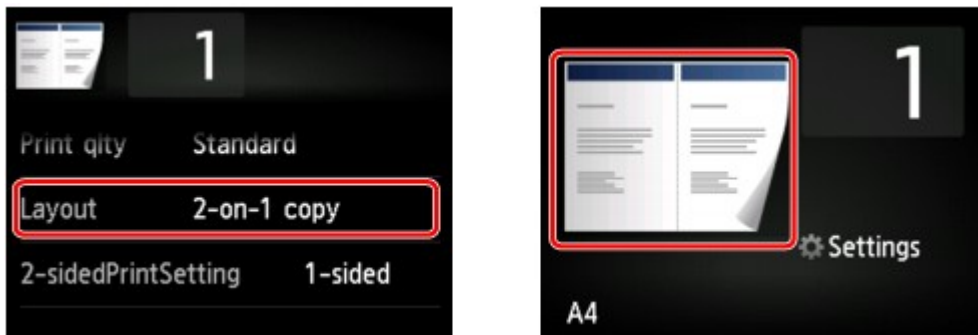 1
Print qlty Standard
Layout 2-on-1 copy
2-sidedPrintSetting 1-sided
1
Settings
A4